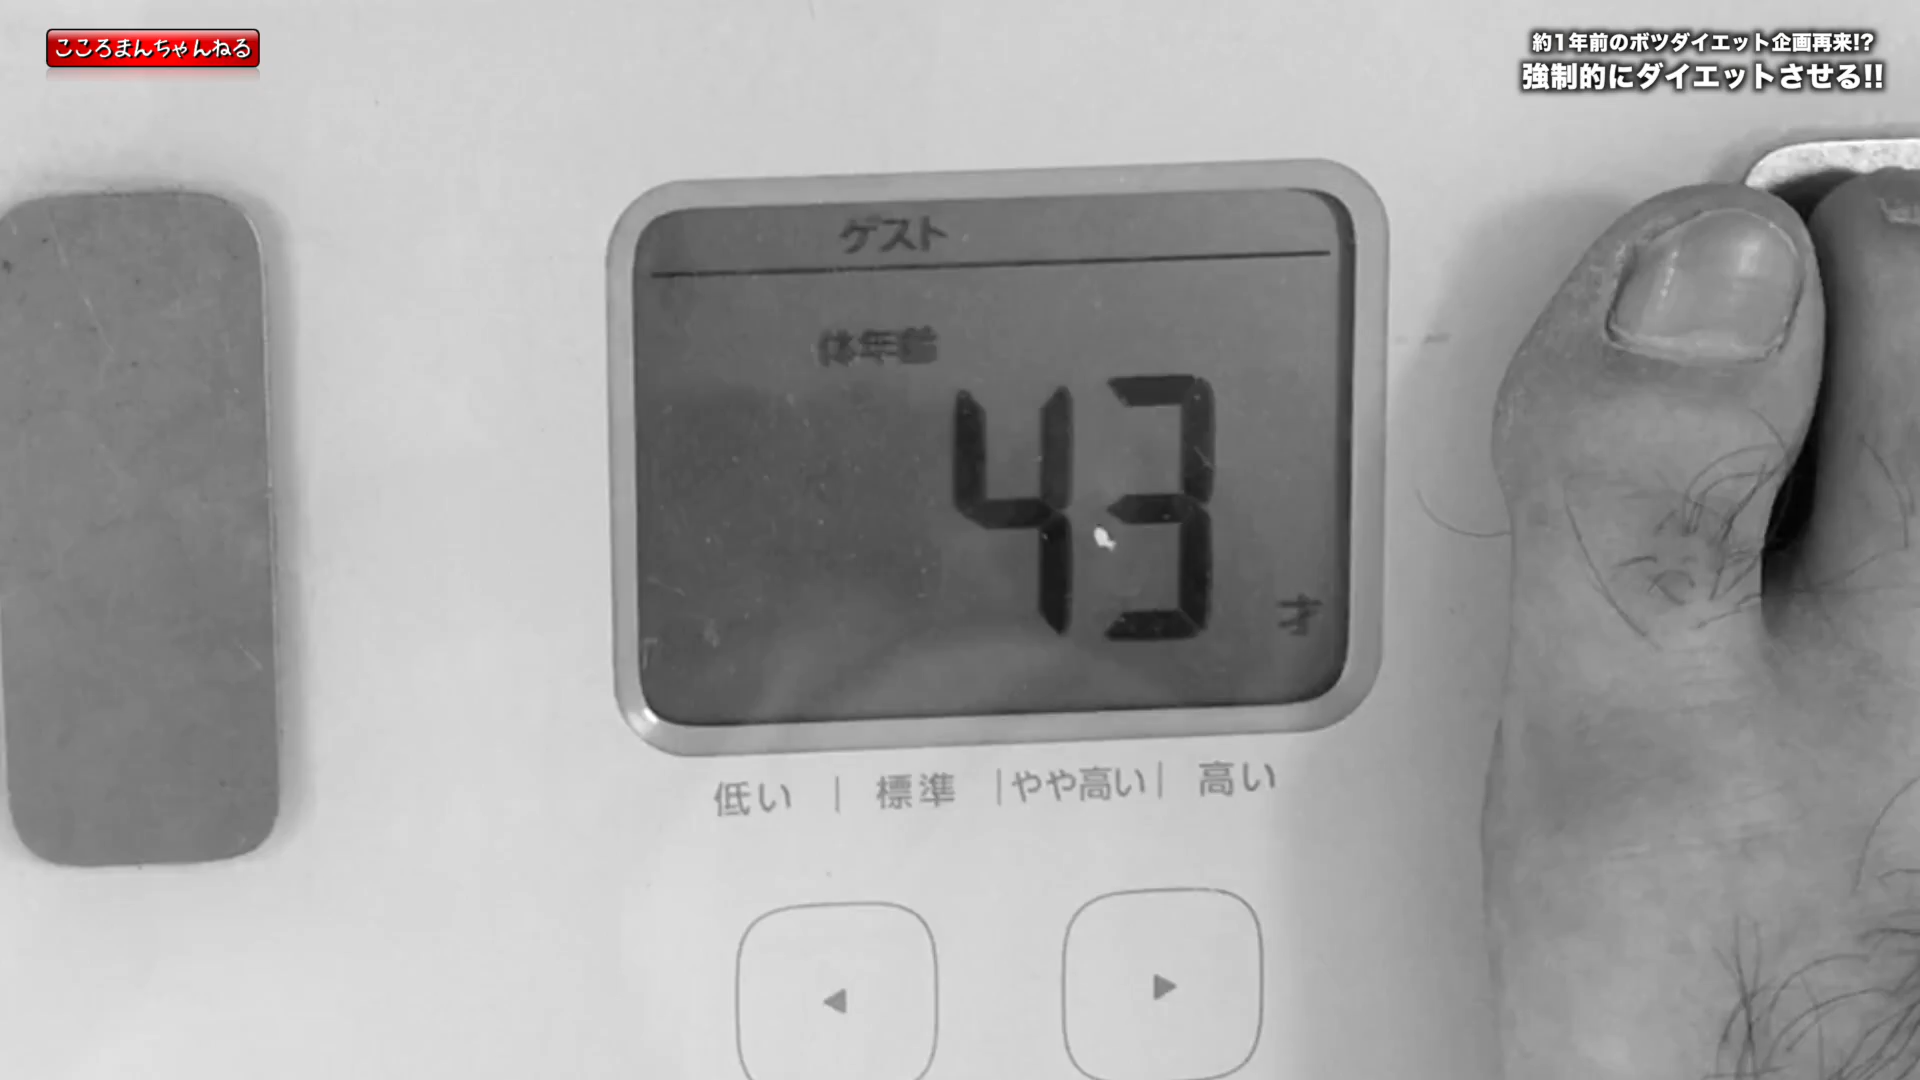 こころまんちゃんねる
約1年前のボツダイエット企画再来!?
強制的にダイエットさせる!!
ゲスト
体年齢
43
才
低い | 標準 | やや高い | 高い